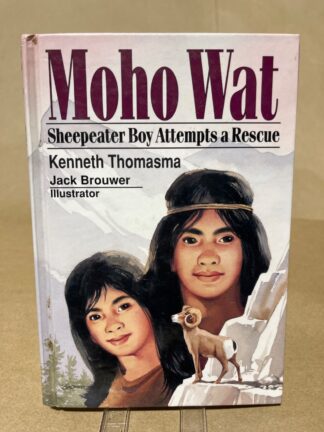 Moho Wat
Sheepeater Boy Attempts a Rescue
Kenneth Thomasma
Jack Brouwer
Illustrator